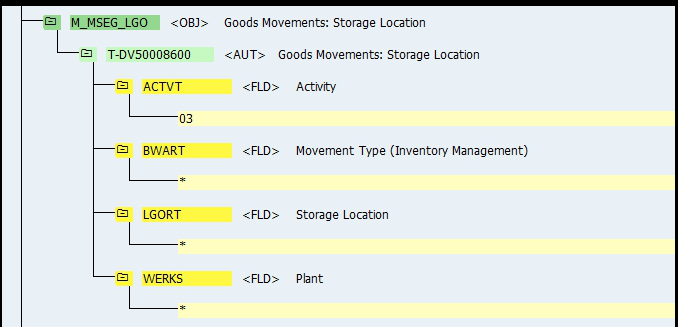 M_MSEG_LGO <OBJ> Goods Movements: Storage Location
T-DV50008600 <AUT> Goods Movements: Storage Location
ACTVT <FLD> Activity
03
BWART <FLD> Movement Type (Inventory Management)
*
LGORT <FLD> Storage Location
*
WERKS <FLD> Plant
*